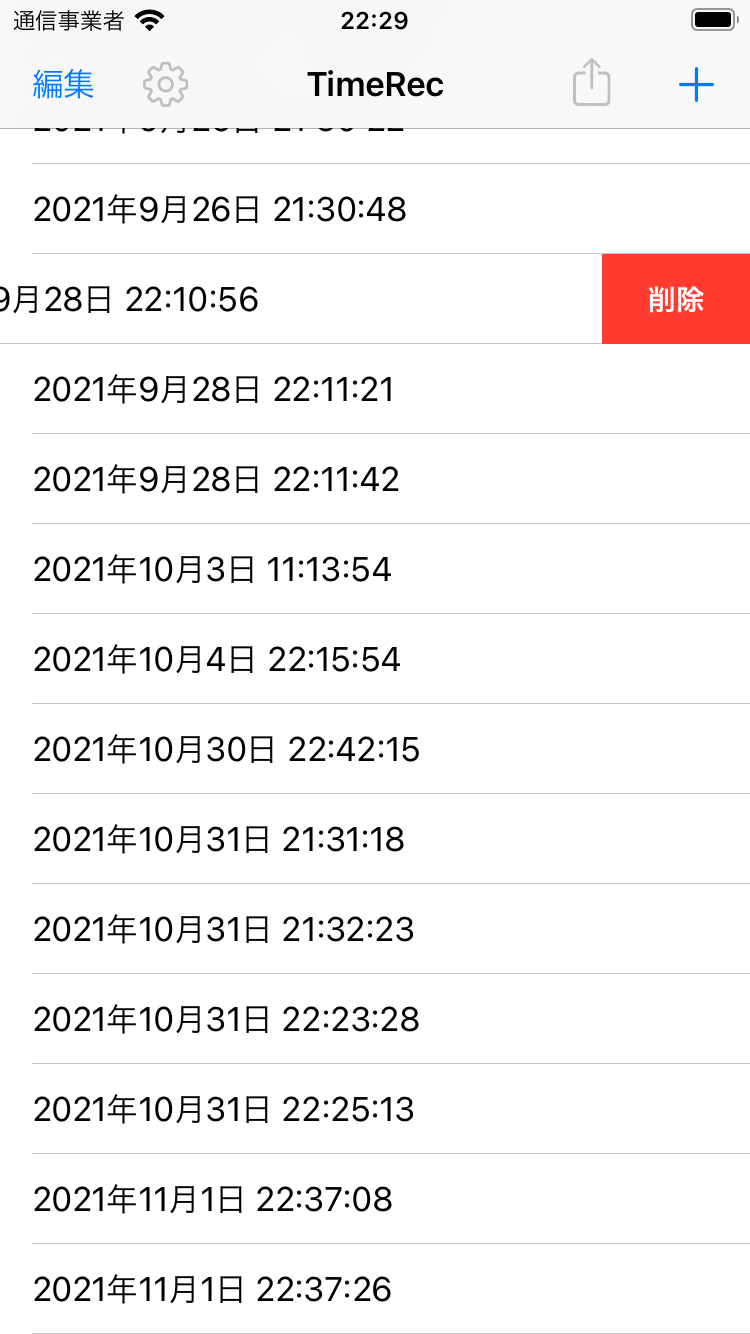 通信事業者 22:29
編集 TimeRec
2021年9月26日 21:30:48
9月28日 22:10:56 削除
2021年9月28日 22:11:21
2021年9月28日 22:11:42
2021年10月3日 11:13:54
2021年10月4日 22:15:54
2021年10月30日 22:42:15
2021年10月31日 21:31:18
2021年10月31日 21:32:23
2021年10月31日 22:23:28
2021年10月31日 22:25:13
2021年11月1日 22:37:08
2021年11月1日 22:37:26